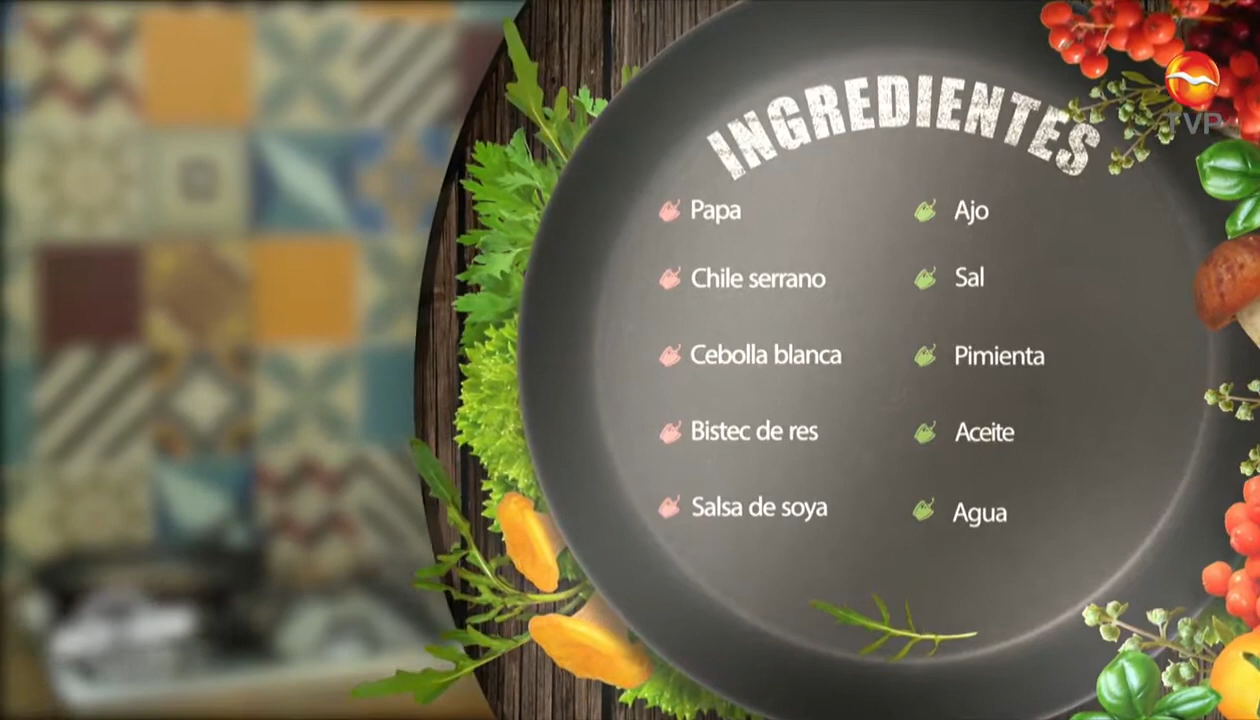 INGREDIENTES
Papa
Chile serrano
Cebolla blanca
Bistec de res
Salsa de soya
Ajo
Sal
Pimienta
Aceite
Agua
TVP